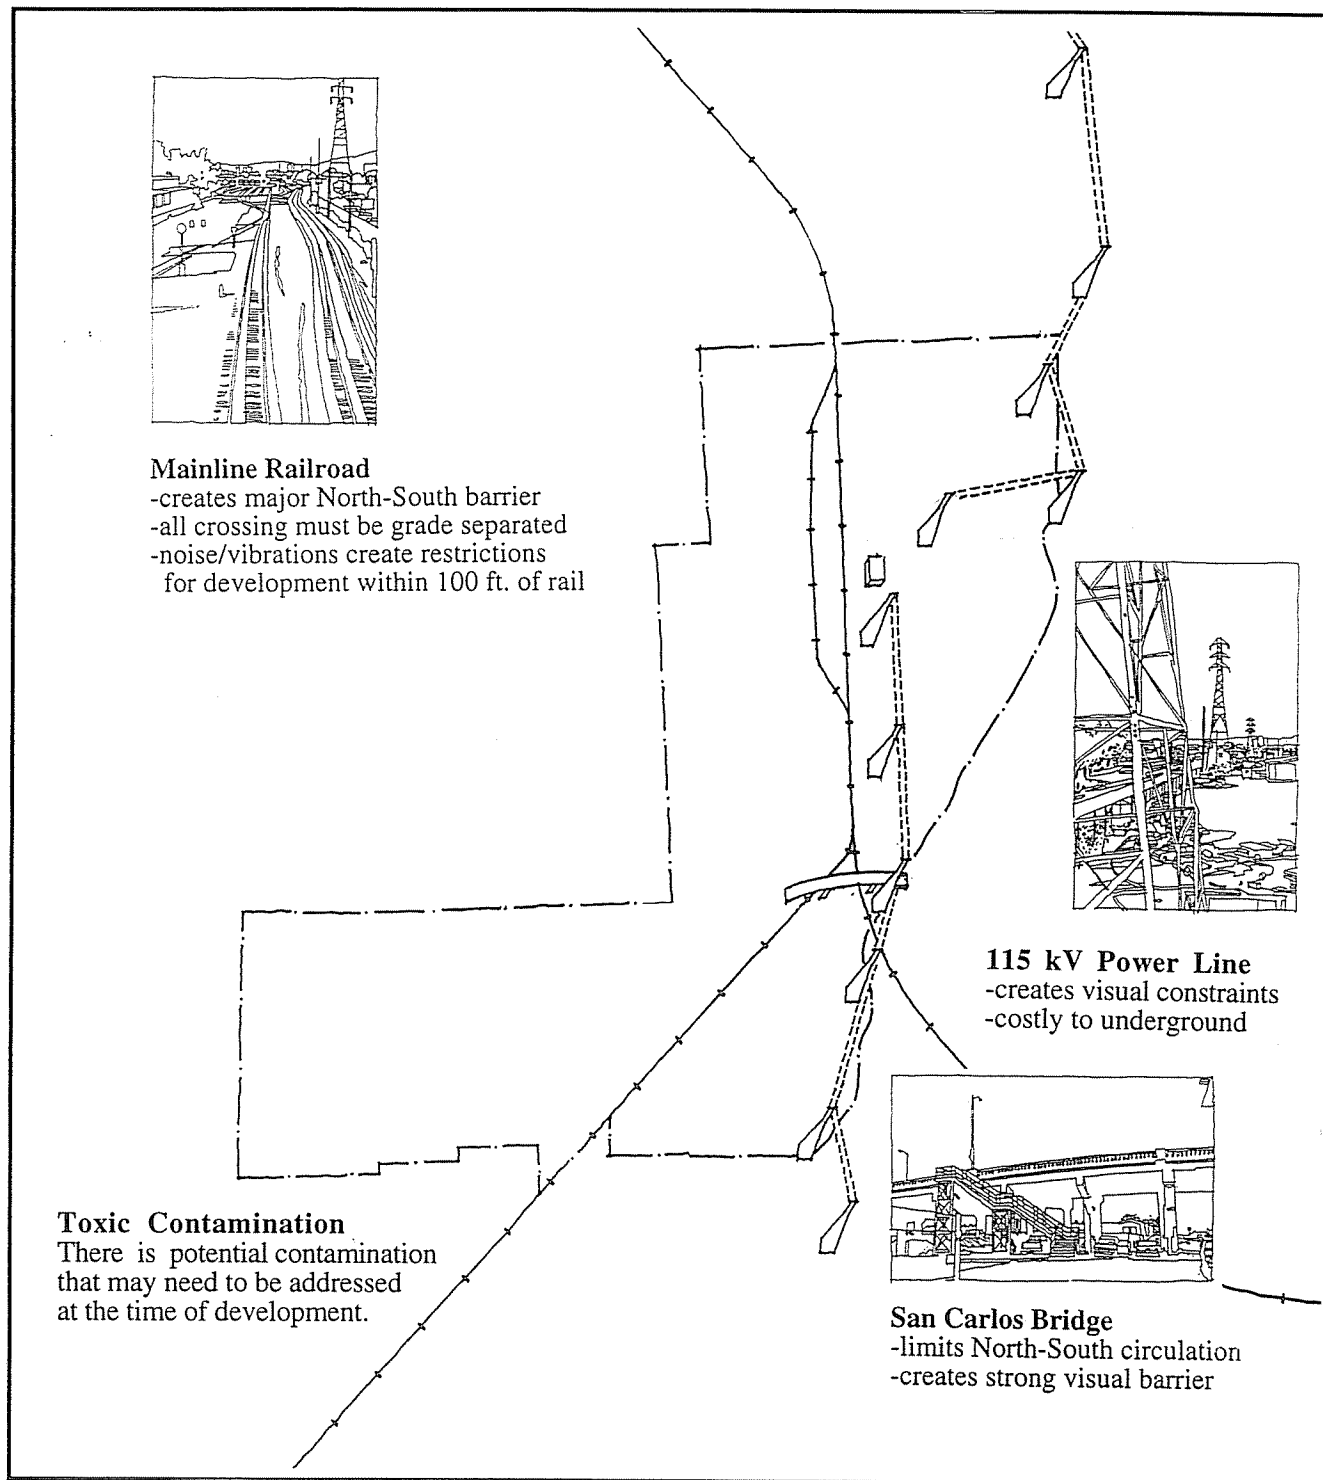 Mainline Railroad
-creates major North-South barrier
-all crossing must be grade separated
-noise/vibrations create restrictions
for development within 100 ft. of rail
115 kV Power Line
-creates visual constraints
-costly to underground
Toxic Contamination
There is potential contamination
that may need to be addressed
at the time of development.
San Carlos Bridge
-limits North-South circulation
-creates strong visual barrier